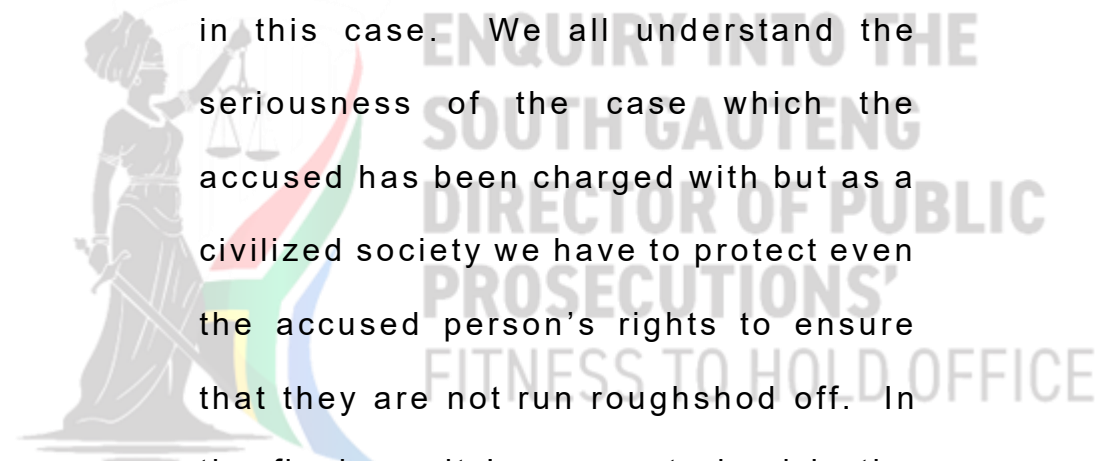 in this case. We all understand the
seriousness of the case which the
accused has been charged with but as a
civilized society we have to protect even
the accused person’s rights to ensure
that they are not run roughshod off. In
ENQUIRY INTO THE
SOUTH GAUTENG
DIRECTOR OF PUBLIC
PROSECUTIONS’
FITNESS TO HOLD OFFICE